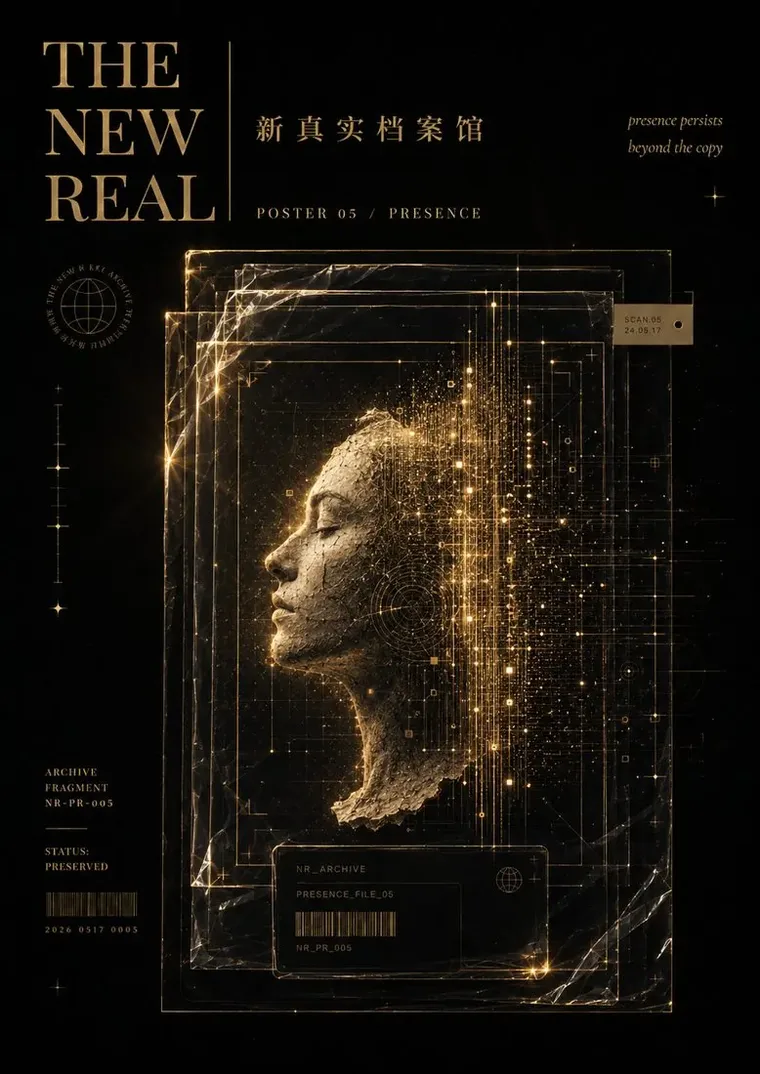 THE
NEW
REAL
新真实档案馆
POSTER 05 / PRESENCE
presence persists
beyond the copy
SCAN.05
24.05.17
ARCHIVE
FRAGMENT
NR-PR-005
STATUS:
PRESERVED
2026 0517 0005
NR_ARCHIVE
PRESENCE_FILE_05
NR_PR_005